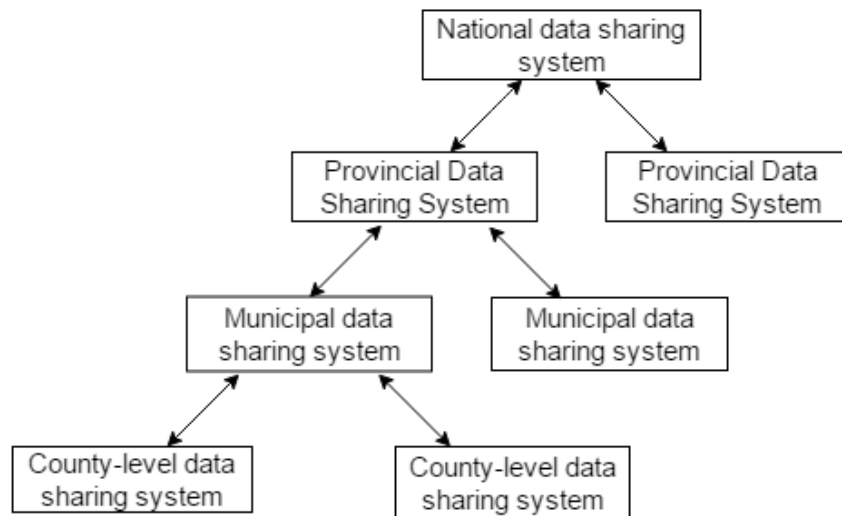 National data sharing
system
Provincial Data
Sharing System
Provincial Data
Sharing System
Municipal data
sharing system
Municipal data
sharing system
County-level data
sharing system
County-level data
sharing system